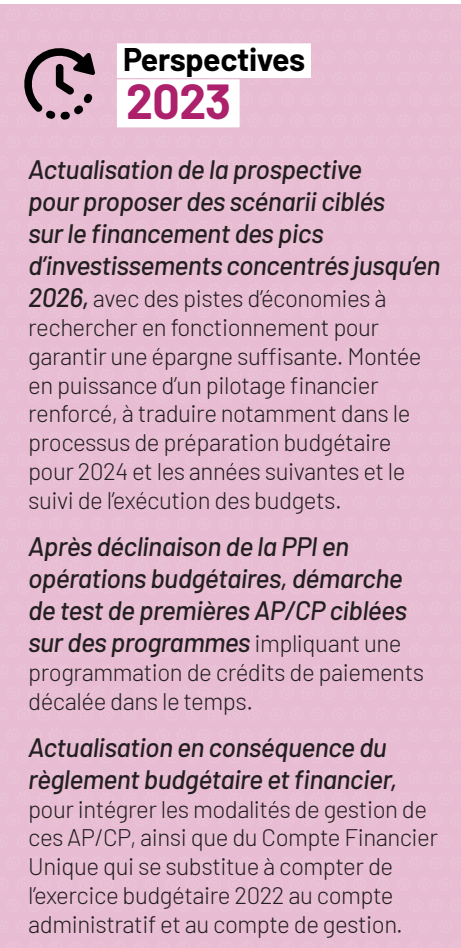 Perspectives
2023
Actualisation de la prospective
pour proposer des scénarii ciblés
sur le financement des pics
d’investissements concentrés jusqu’en
2026, avec des pistes d’économies à
rechercher en fonctionnement pour
garantir une épargne suffisante. Montée
en puissance d’un pilotage financier
renforcé, à traduire notamment dans le
processus de préparation budgétaire
pour 2024 et les années suivantes et le
suivi de l’exécution des budgets.
Après déclinaison de la PPI en
opérations budgétaires, démarche
de test de premières AP/CP ciblées
sur des programmes impliquant une
programmation de crédits de paiements
décalée dans le temps.
Actualisation en conséquence du
règlement budgétaire et financier,
pour intégrer les modalités de gestion de
ces AP/CP, ainsi que du Compte Financier
Unique qui se substitue à compter de
l’exercice budgétaire 2022 au compte
administratif et au compte de gestion.